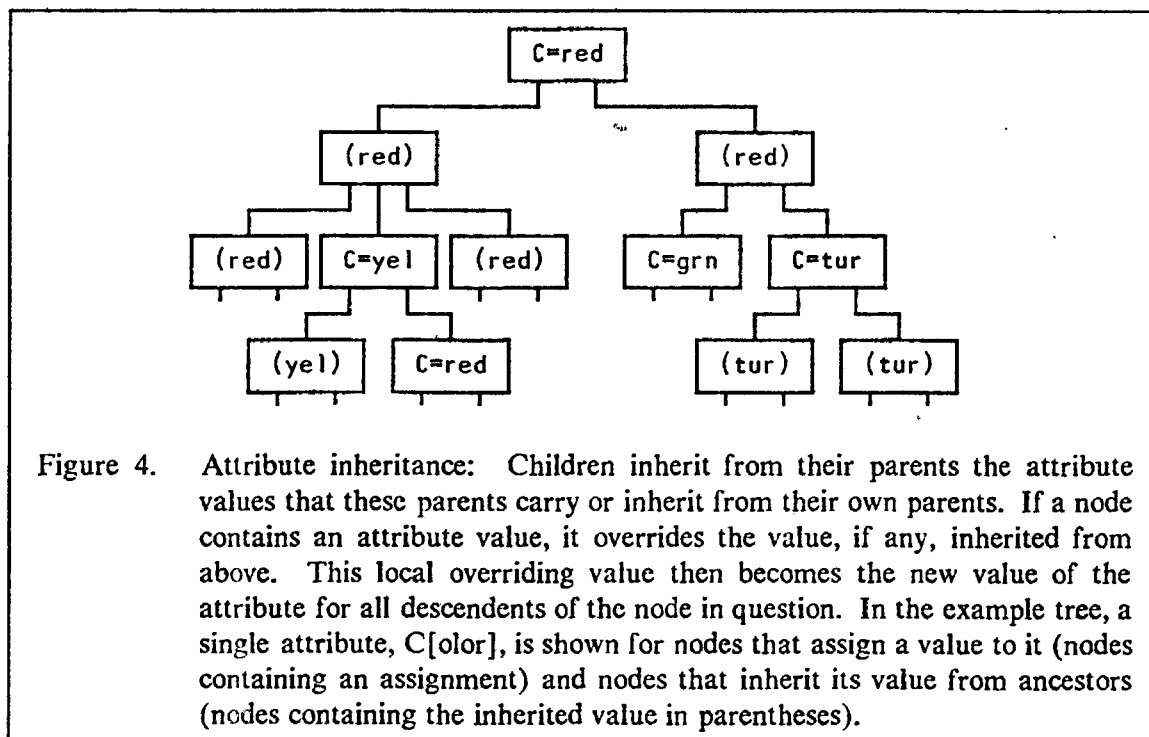 C=red
(red) (red)
(red) C=yel (red) C=grn C=tur
(yel) C=red (tur) (tur)
Figure 4. Attribute inheritance: Children inherit from their parents the attribute
values that these parents carry or inherit from their own parents. If a node
contains an attribute value, it overrides the value, if any, inherited from
above. This local overriding value then becomes the new value of the
attribute for all descendents of the node in question. In the example tree, a
single attribute, C[olor], is shown for nodes that assign a value to it (nodes
containing an assignment) and nodes that inherit its value from ancestors
(nodes containing the inherited value in parentheses).